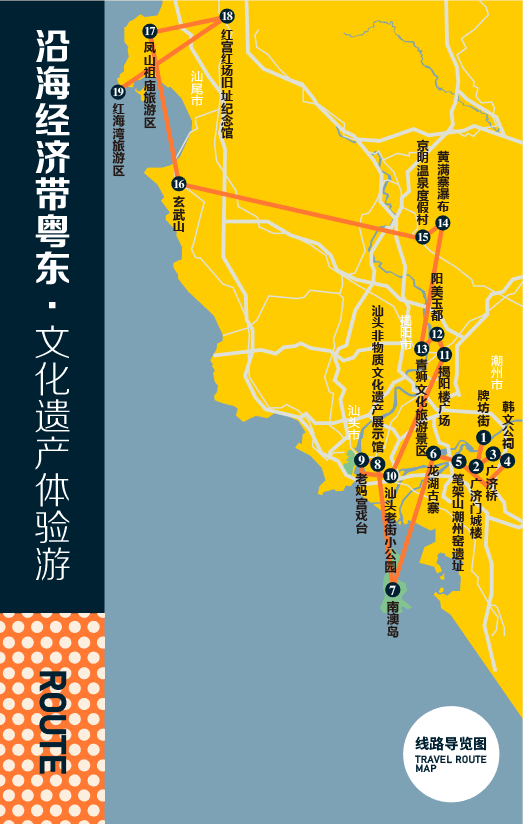 沿海经济带粤东·文化遗产体验游
ROUTE
18
红宫红场旧址纪念馆
17
凤山祖庙旅游区
汕尾市
19
红海湾旅游区
16
玄武山
京明温泉度假村
15
黄满寨瀑布
14
阳美玉都
12
揭阳市
13
青狮文化旅游景区
11
揭阳楼广场
潮州市
牌坊街
1
韩文公祠
4
3
广济桥
2
广济门城楼
5
笔架山潮州窑遗址
6
龙湖古寨
汕头非物质文化遗产展示馆
8
汕头市
9
老妈宫戏台
10
汕头老街小公园
7
南澳岛
线路导览图
TRAVEL ROUTE
MAP